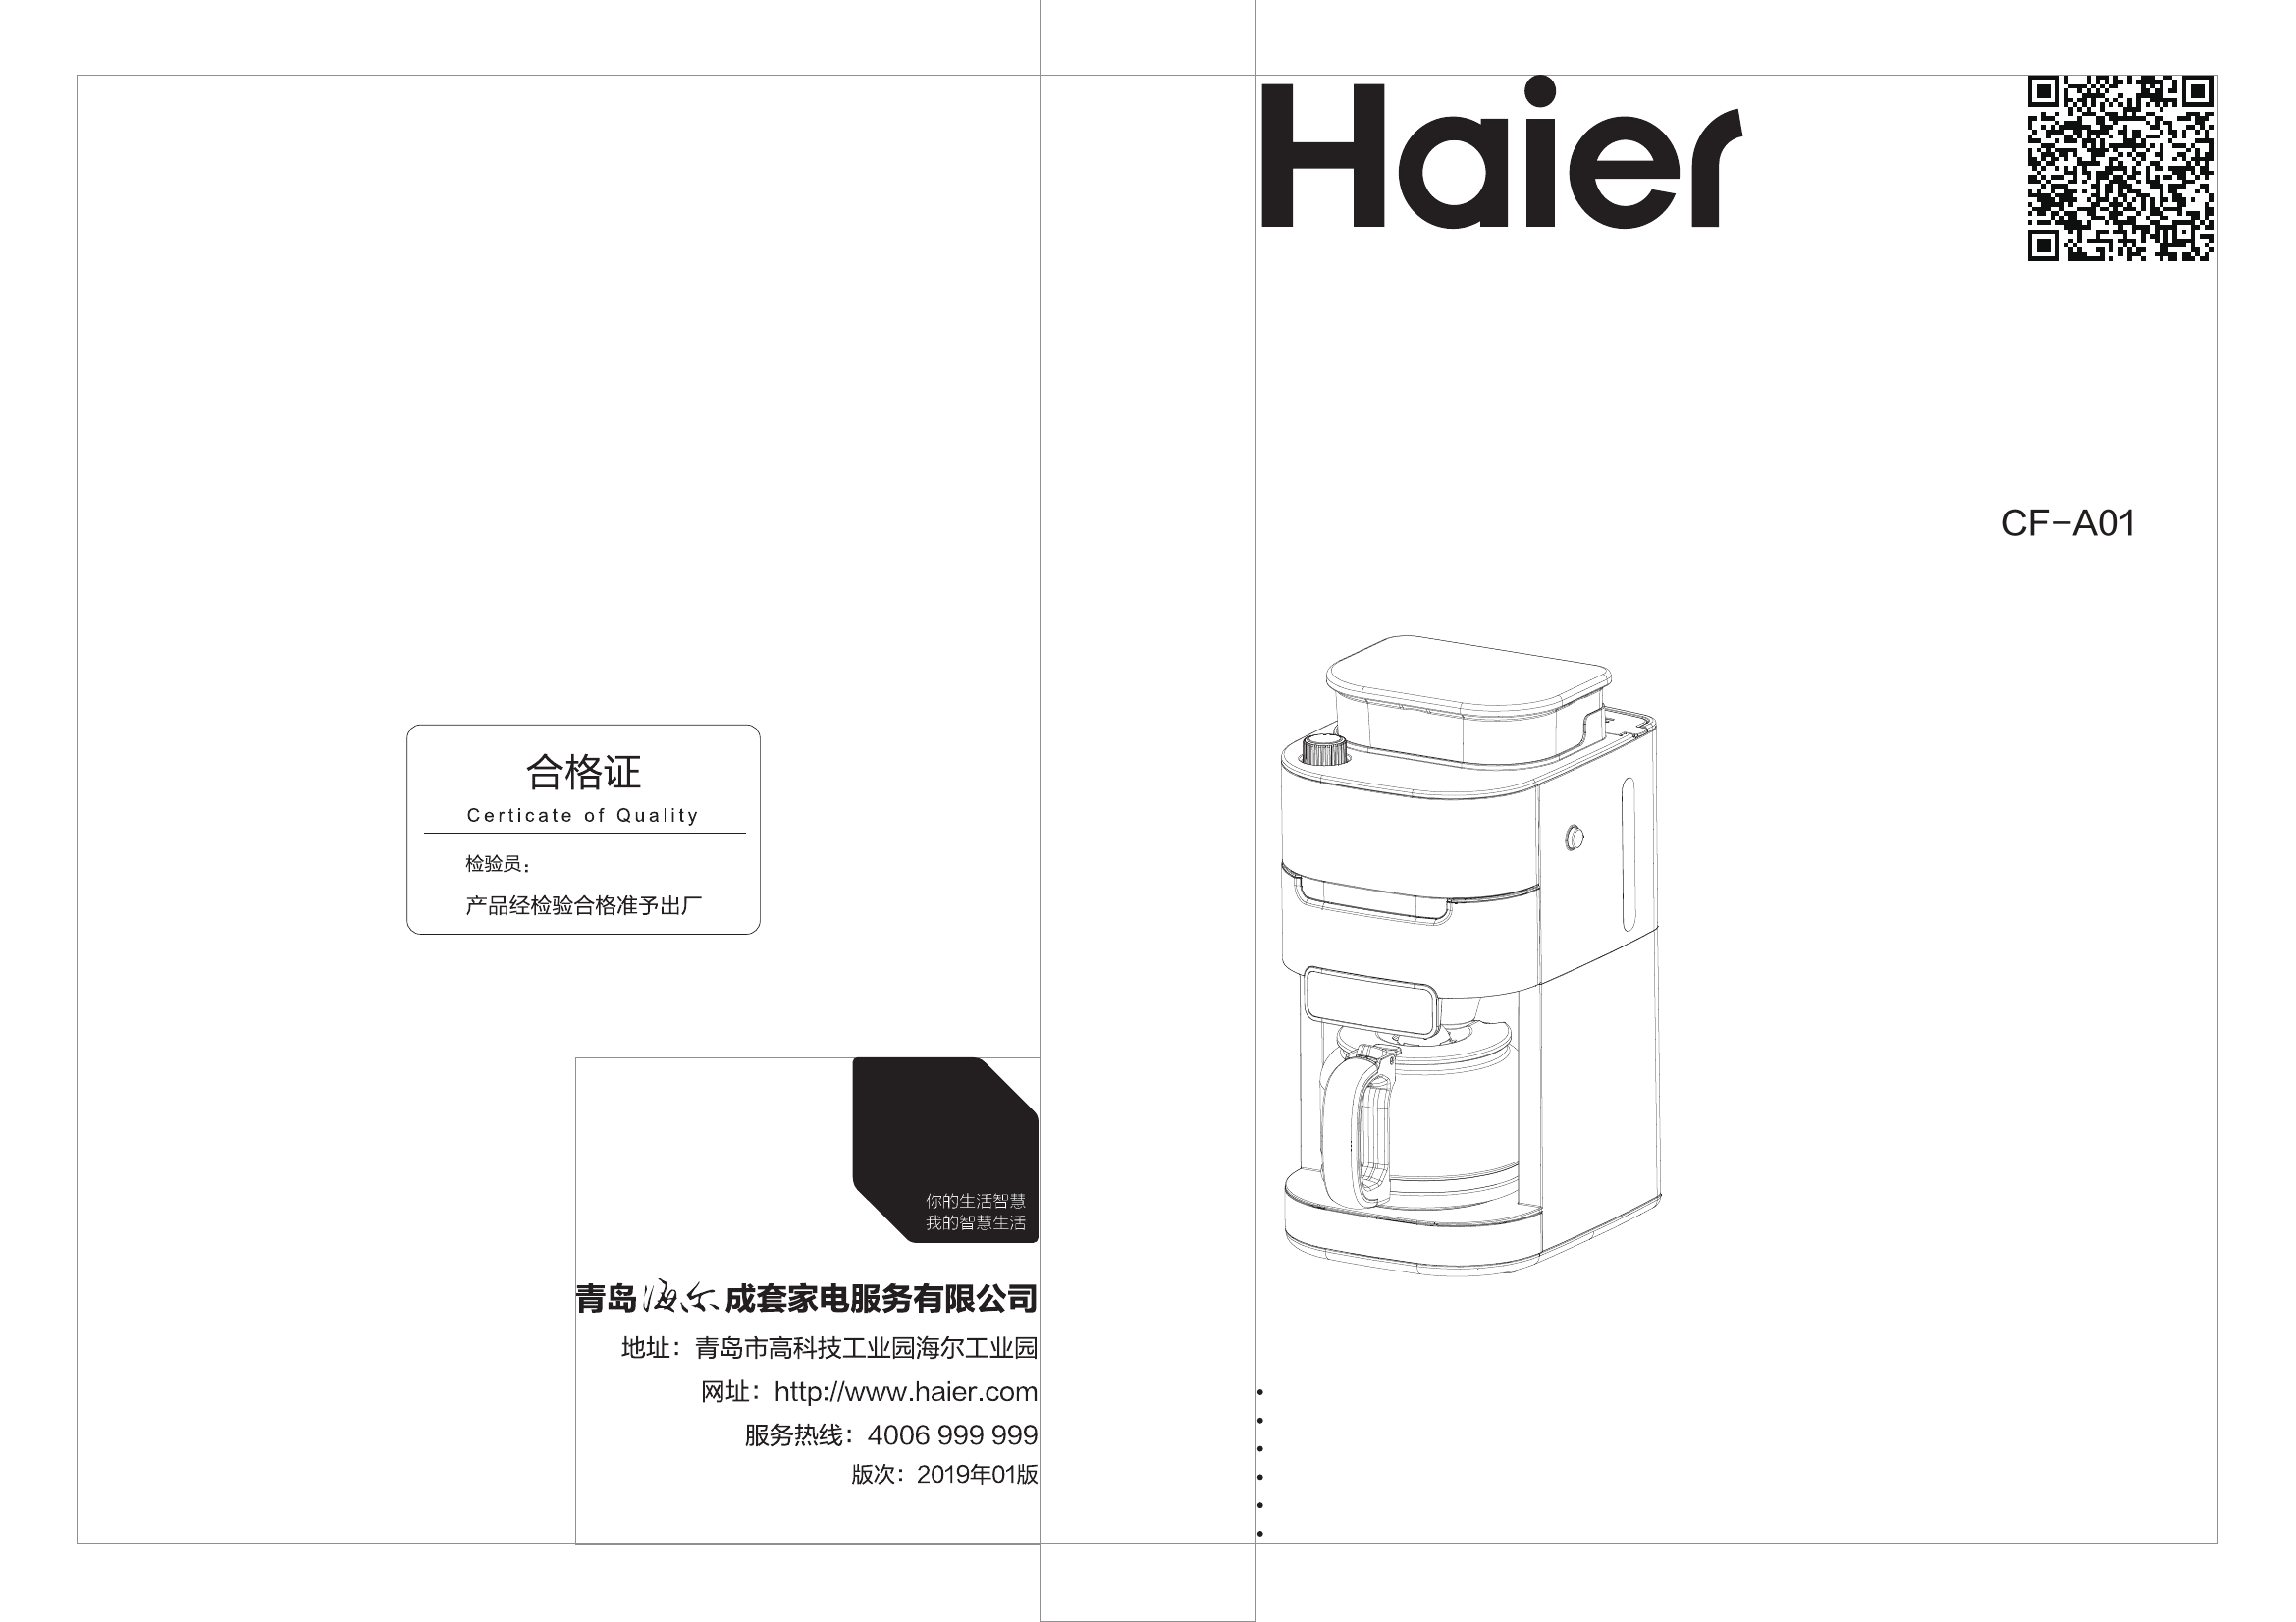 Haier
CF-A01
合格证
Certicate of Quality
检验员:
产品经检验合格准予出厂
你的生活智慧
我的智慧生活
青岛海尔成套家电服务有限公司
地址：青岛市高科技工业园海尔工业园
网址：http://www.haier.com
服务热线：4006 999 999
版次：2019年01版